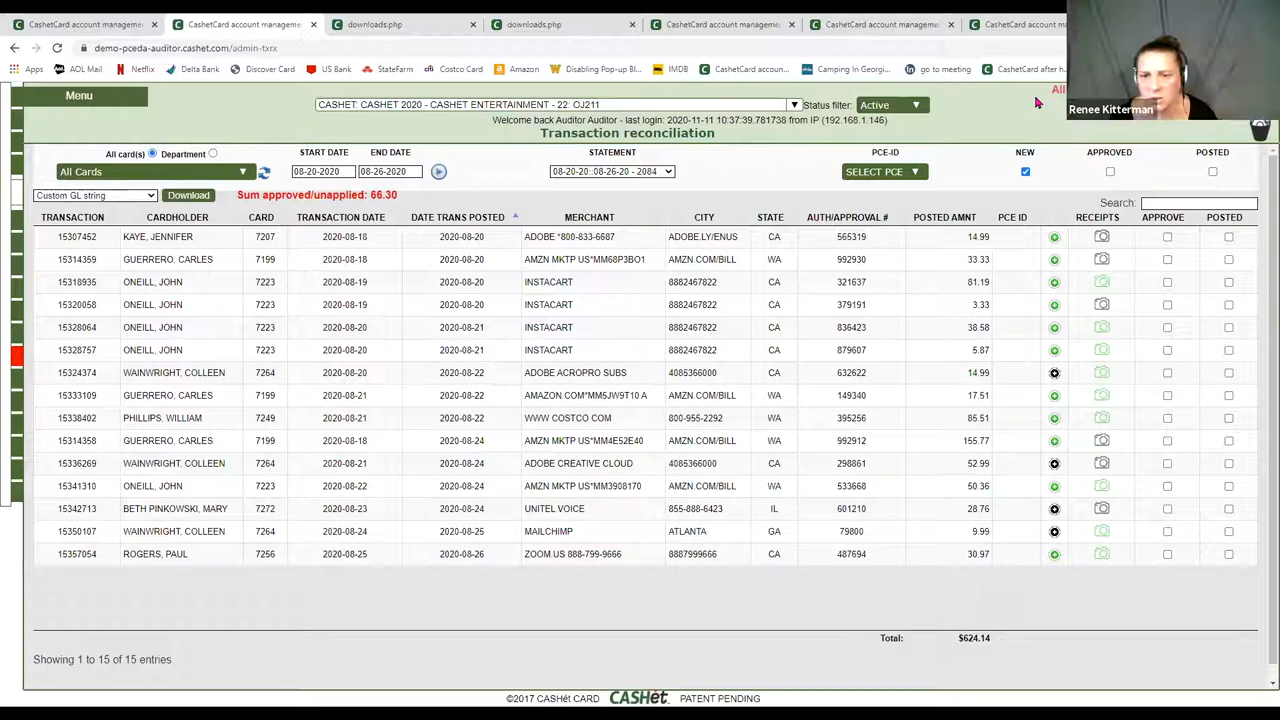 CashetCard account manageme
CashetCard account manageme
downloads.php
downloads.php
CashetCard account manageme
CashetCard account manageme
CashetCard account m
demo-pceda-auditor.cashet.com/admin-txrx
Apps AOL Mail Netflix Delta Bank Discover Card US Bank StateFarm Costco Card Amazon Disabling Pop-up Bl... IMDB CashetCard accoun... Camping In Georgi... go to meeting CashetCard after h
Menu
CASHET: CASHET 2020 - CASHET ENTERTAINMENT - 22: OJ211 Status filter: Active
All
Renee Kitterman
Welcome back Auditor Auditor - last login: 2020-11-11 10:37:39.781738 from IP (192.168.1.146)
Transaction reconciliation
All card(s) Department START DATE END DATE STATEMENT PCE-ID NEW APPROVED POSTED
All Cards 08-20-2020 08-26-2020 08-20-20::08-26-20 - 2084 SELECT PCE
Custom GL string Download Sum approved/unapplied: 66.30
Search:
TRANSACTION CARDHOLDER CARD TRANSACTION DATE DATE TRANS POSTED MERCHANT CITY STATE AUTH/APPROVAL # POSTED AMNT PCE ID RECEIPTS APPROVE POSTED
15307452 KAYE, JENNIFER 7207 2020-08-18 2020-08-20 ADOBE *800-833-6687 ADOBE.LY/ENUS CA 565319 14.99
15314359 GUERRERO, CARLES 7199 2020-08-18 2020-08-20 AMZN MKTP US*MM68P3BO1 AMZN.COM/BILL WA 992930 33.33
15318935 ONEILL, JOHN 7223 2020-08-19 2020-08-20 INSTACART 8882467822 CA 321637 81.19
15320058 ONEILL, JOHN 7223 2020-08-19 2020-08-20 INSTACART 8882467822 CA 379191 3.33
15328064 ONEILL, JOHN 7223 2020-08-20 2020-08-21 INSTACART 8882467822 CA 336423 38.58
15328757 ONEILL, JOHN 7223 2020-08-20 2020-08-21 INSTACART 8882467822 CA 879607 5.87
15324374 WAINWRIGHT, COLLEEN 7264 2020-08-20 2020-08-22 ADOBE ACROPRO SUBS 4085366000 CA 632622 14.99
15333109 GUERRERO, CARLES 7199 2020-08-21 2020-08-22 AMAZON COM*MM5JW9T10 A AMZN.COM/BILL WA 149340 17.51
15338402 PHILLIPS, WILLIAM 7249 2020-08-21 2020-08-22 WWW COSTCO COM 800-955-2292 WA 395256 85.51
15314358 GUERRERO, CARLES 7199 2020-08-18 2020-08-24 AMZN MKTP US*MM4E52E40 AMZN.COM/BILL WA 992912 155.77
15336269 WAINWRIGHT, COLLEEN 7264 2020-08-21 2020-08-24 ADOBE CREATIVE CLOUD 4085366000 CA 298861 52.99
15341310 ONEILL, JOHN 7223 2020-08-22 2020-08-24 AMZN MKTP US*MM3908170 AMZN.COM/BILL WA 533668 50.36
15342713 BETH PINKOWSKI, MARY 7272 2020-08-23 2020-08-24 UNITEL VOICE 855-888-6423 IL 601210 28.76
15350107 WAINWRIGHT, COLLEEN 7264 2020-08-24 2020-08-25 MAILCHIMP ATLANTA GA 79800 9.99
15357054 ROGERS, PAUL 7256 2020-08-25 2020-08-26 ZOOM.US 888-799-9666 8887999666 CA 487694 30.97
Total: $624.14
Showing 1 to 15 of 15 entries
©2017 CASHét CARD CASHét PATENT PENDING